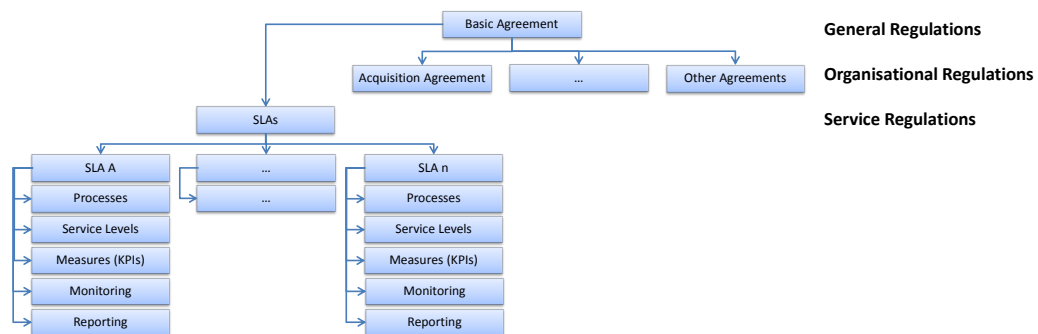 Basic Agreement
General Regulations
Acquisition Agreement
...
Other Agreements
Organisational Regulations
SLAs
Service Regulations
SLA A
...
SLA n
Processes
...
Processes
Service Levels
Service Levels
Measures (KPIs)
Measures (KPIs)
Monitoring
Monitoring
Reporting
Reporting